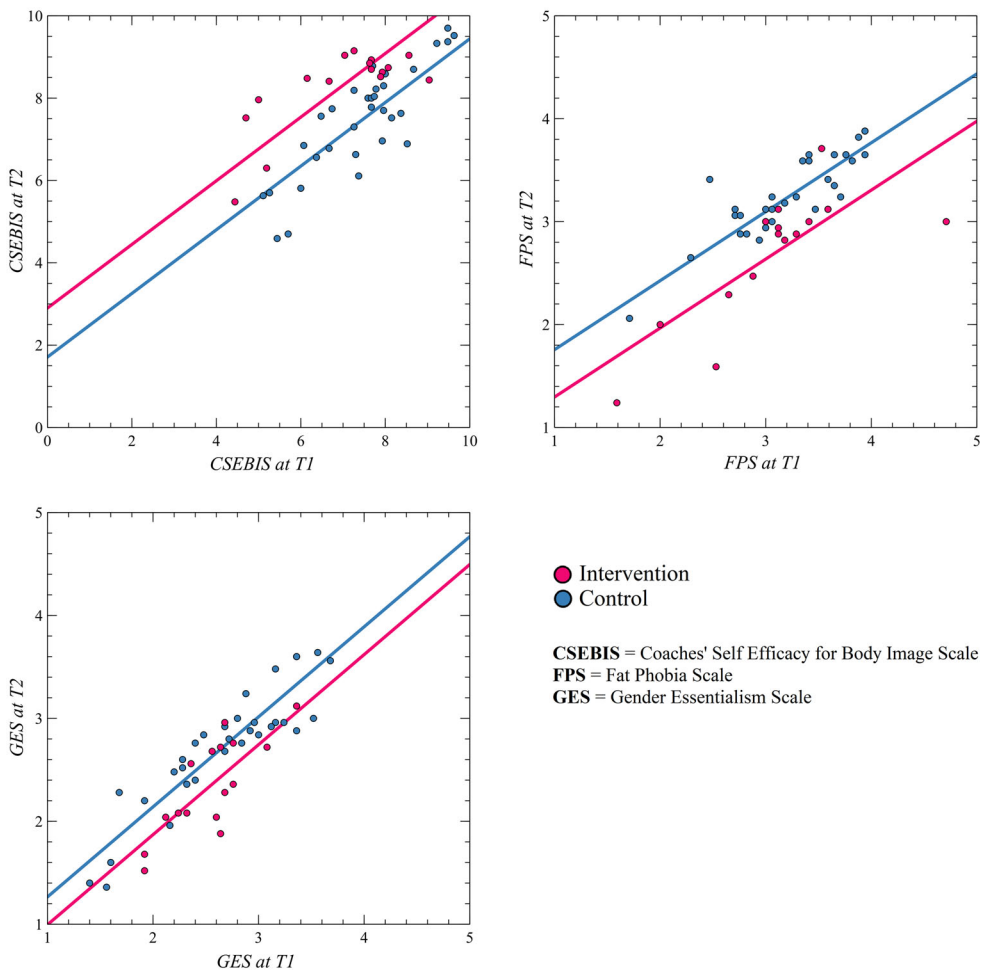 10
8
6
4
2
0
CSEBIS at T2
0 2 4 6 8 10
CSEBIS at T1
5
4
3
2
1
FPS at T2
1 2 3 4 5
FPS at T1
5
4
3
2
1
GES at T2
1 2 3 4 5
GES at T1
Intervention
Control
CSEBIS = Coaches' Self Efficacy for Body Image Scale
FPS = Fat Phobia Scale
GES = Gender Essentialism Scale